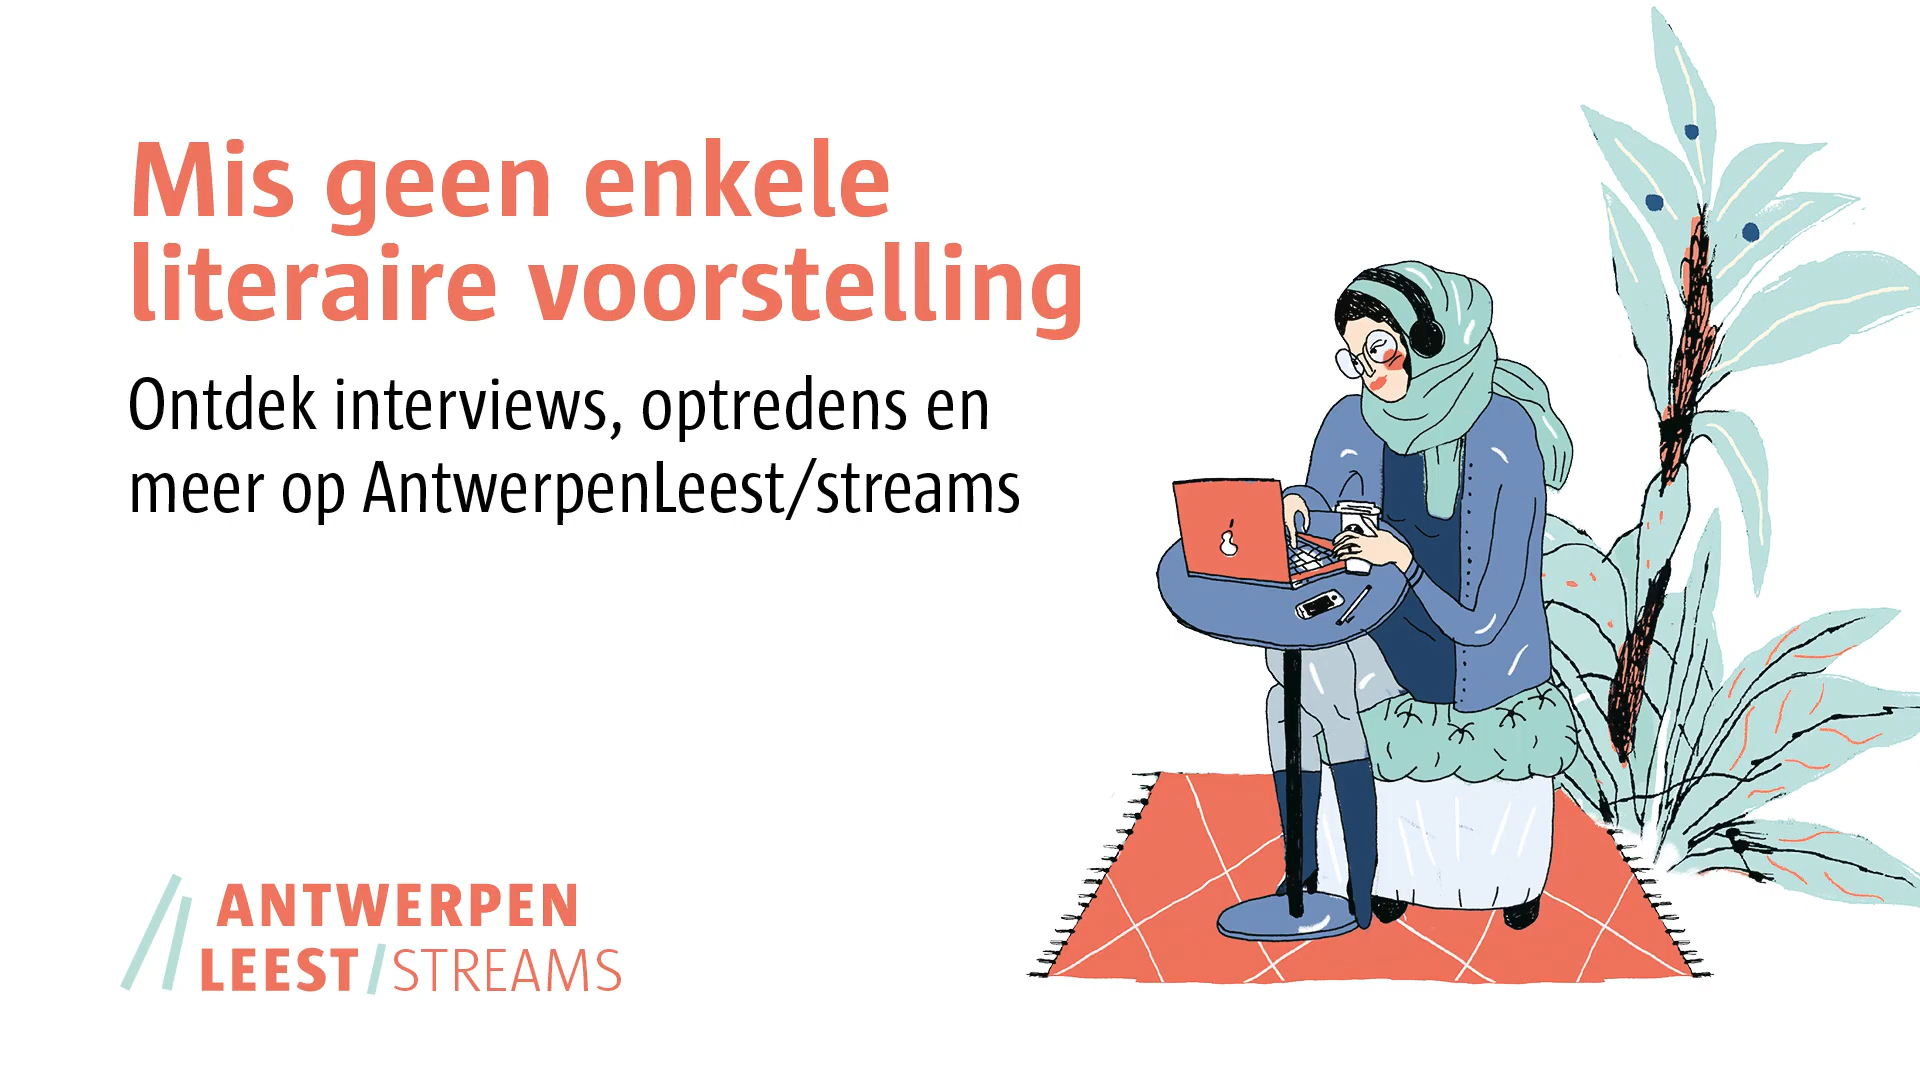 Mis geen enkele
literaire voorstelling
Ontdek interviews, optredens en
meer op AntwerpenLeest/streams
ANTWERPEN
LEEST/STREAMS